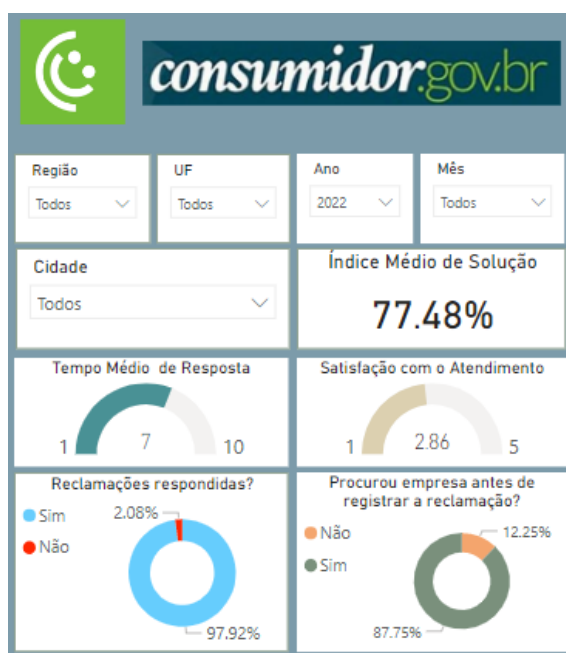 consumidor.gov.br
Região
UF
Ano
Mês
Todos
Todos
2022
Todos
Cidade
Todos
Índice Médio de Solução
77.48%
Tempo Médio de Resposta
1
7
10
Satisfação com o Atendimento
1
2.86
5
Reclamações respondidas?
Sim
Não
2.08%
97.92%
Procurou empresa antes de
registrar a reclamação?
Não
Sim
12.25%
87.75%